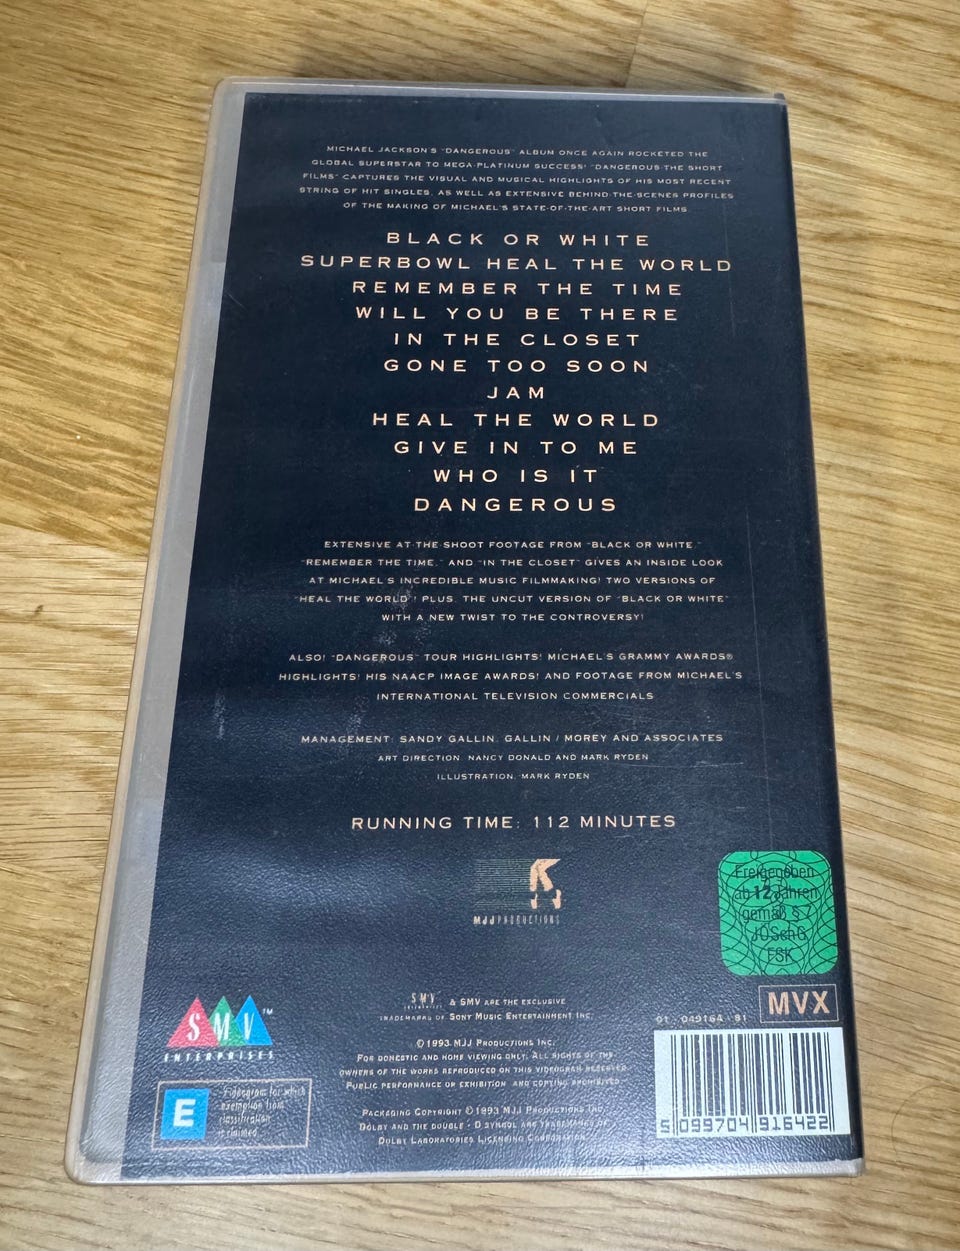 MICHAEL JACKSON'S "DANGEROUS" ALBUM ONCE AGAIN ROCKETED THE
GLOBAL SUPERSTAR TO MEGA-PLATINUM SUCCESS! "DANGEROUS-THE SHORT
FILMS" CAPTURES THE VISUAL AND MUSICAL HIGHLIGHTS OF HIS MOST RECENT
STRING OF HIT SINGLES, AS WELL AS EXTENSIVE BEHIND-THE-SCENES PROFILES
OF THE MAKING OF MICHAEL'S STATE-OF-THE-ART SHORT FILMS
BLACK OR WHITE
SUPERBOWL HEAL THE WORLD
REMEMBER THE TIME
WILL YOU BE THERE
IN THE CLOSET
GONE TOO SOON
JAM
HEAL THE WORLD
GIVE IN TO ME
WHO IS IT
DANGEROUS
EXTENSIVE AT-THE-SHOOT FOOTAGE FROM "BLACK OR WHITE,"
"REMEMBER THE TIME," AND "IN THE CLOSET" GIVES AN INSIDE LOOK
AT MICHAEL'S INCREDIBLE MUSIC FILMMAKING! TWO VERSIONS OF
"HEAL THE WORLD"! PLUS, THE UNCUT VERSION OF "BLACK OR WHITE"
WITH A NEW TWIST TO THE CONTROVERSY!
ALSO! "DANGEROUS" TOUR HIGHLIGHTS! MICHAEL'S GRAMMY AWARDS®
HIGHLIGHTS! HIS NAACP IMAGE AWARDS! AND FOOTAGE FROM MICHAEL'S
INTERNATIONAL TELEVISION COMMERCIALS
MANAGEMENT: SANDY GALLIN, GALLIN / MOREY AND ASSOCIATES
ART DIRECTION: NANCY DONALD AND MARK RYDEN
ILLUSTRATION: MARK RYDEN
RUNNING TIME: 112 MINUTES
MJJ PRODUCTIONS
Freigegeben
ab 12 Jahren
gemäß § 7
JÖSchG
FSK
SMV™
ENTERPRISES
SMV ENTERPRISES & SMV ARE THE EXCLUSIVE
TRADEMARKS OF SONY MUSIC ENTERTAINMENT INC.
MVX
01-049164-81
© 1993 MJJ PRODUCTIONS INC.
FOR DOMESTIC AND HOME VIEWING ONLY. ALL RIGHTS OF THE
OWNERS OF THE WORKS REPRODUCED ON THIS VIDEOGRAM RESERVED
PUBLIC PERFORMANCE OR EXHIBITION AND COPYING PROHIBITED
PACKAGING COPYRIGHT © 1993 MJJ PRODUCTIONS INC.
DOLBY AND THE DOUBLE-D SYMBOL ARE TRADEMARKS OF
DOLBY LABORATORIES LICENSING CORPORATION
E
Videogram for which
exemption from
classification
is claimed
5 099704 916422